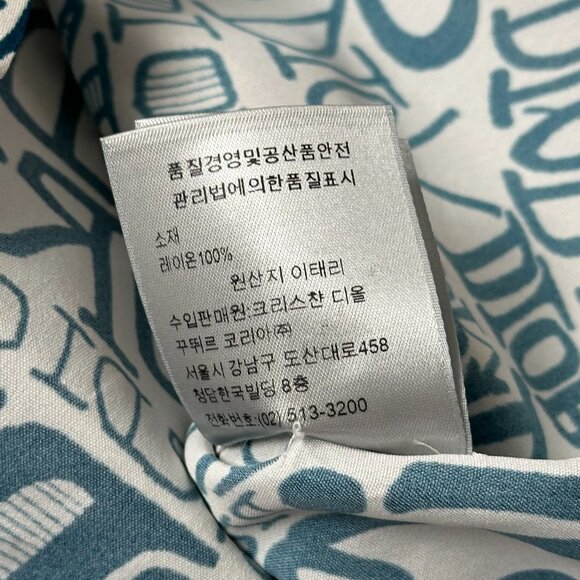 품질경영및공산품안전
관리법에의한품질표시
소재
레이온100%
원산지 이태리
수입판매원:크리스챤 디올
꾸뛰르 코리아(주)
서울시 강남구 도산대로458
청담한국빌딩 8층
전화번호:(02) 513-3200
DIOR